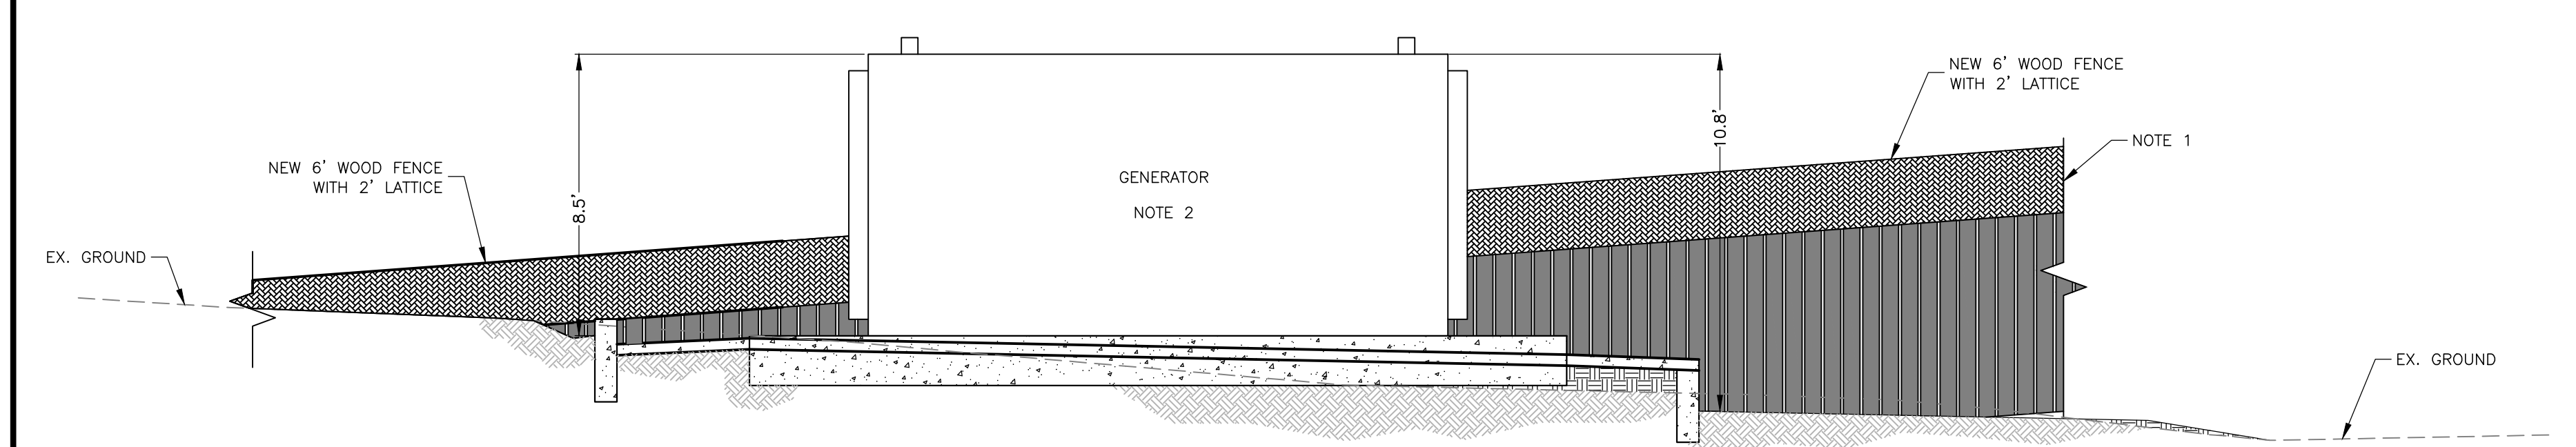 NEW 6' WOOD FENCE
WITH 2' LATTICE
EX. GROUND
8.5'
GENERATOR
NOTE 2
10.8'
NEW 6' WOOD FENCE
WITH 2' LATTICE
NOTE 1
EX. GROUND